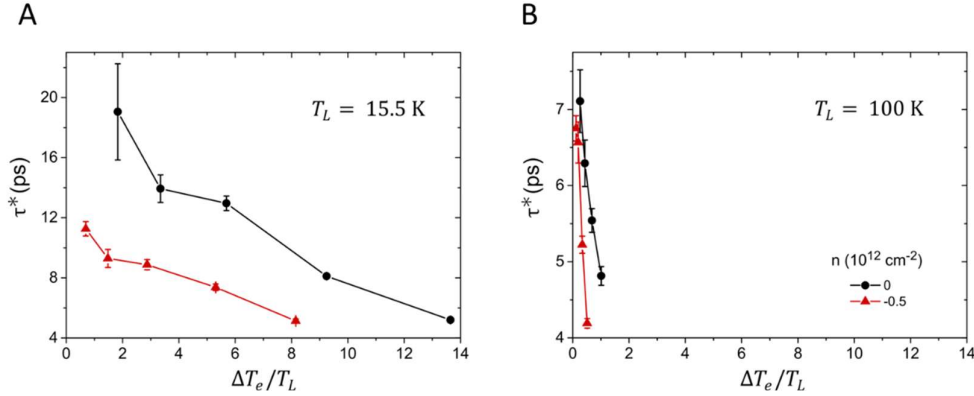 A
B
20
16
12
8
4
τ*(ps)
T_L = 15.5 K
0 2 4 6 8 10 12 14
ΔT_e/T_L
7
6
5
4
τ*(ps)
T_L = 100 K
n (10^12 cm^-2)
0
-0.5
0 2 4 6 8 10 12 14
ΔT_e/T_L